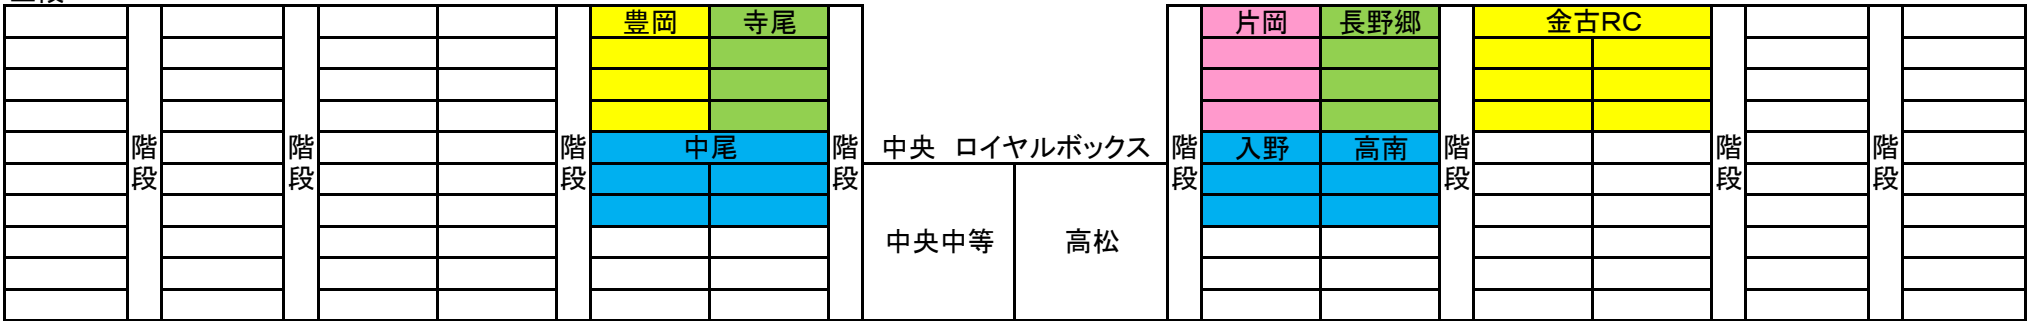 豊岡 寺尾 片岡 長野郷 金古RC
階段 階段 階段 中尾 階段 中央 ロイヤルボックス 階段 入野 高南 階段 階段 階段
中央中等 高松